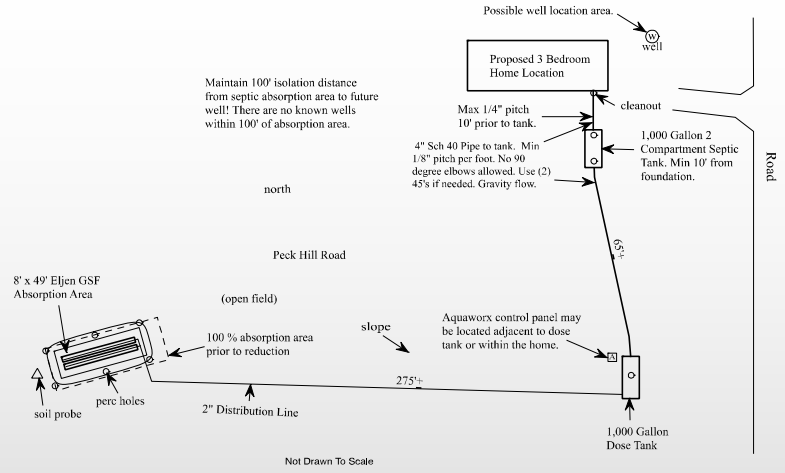 Possible well location area.
W
well
Proposed 3 Bedroom
Home Location
Maintain 100' isolation distance
from septic absorption area to future
well! There are no known wells
within 100' of absorption area.
cleanout
Max 1/4" pitch
10' prior to tank.
4" Sch 40 Pipe to tank. Min
1/8" pitch per foot. No 90
degree elbows allowed. Use (2)
45's if needed. Gravity flow.
1,000 Gallon 2
Compartment Septic
Tank. Min 10' from
foundation.
Road
north
65'±
Peck Hill Road
8' x 49' Eljen GSF
Absorption Area
(open field)
slope
100 % absorption area
prior to reduction
Aquaworx control panel may
be located adjacent to dose
tank or within the home.
A
275'±
perc holes
soil probe
2" Distribution Line
1,000 Gallon
Dose Tank
Not Drawn To Scale